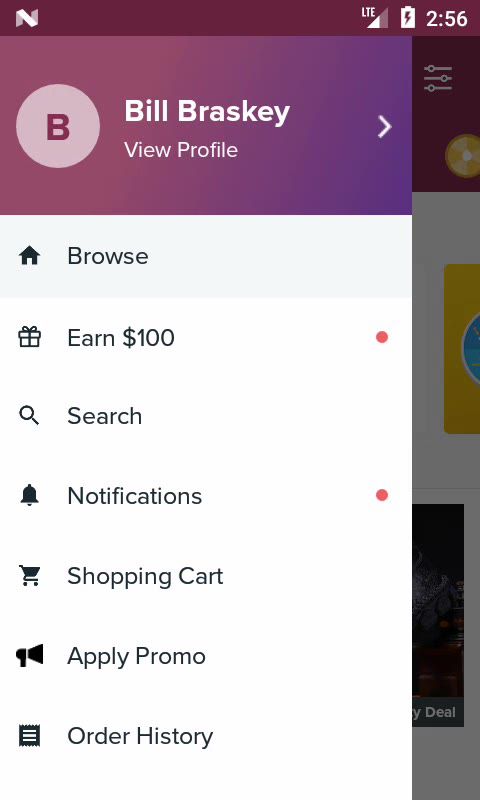 LTE 2:56
B
Bill Braskey
View Profile
Browse
Earn $100
Search
Notifications
Shopping Cart
Apply Promo
y Deal
Order History